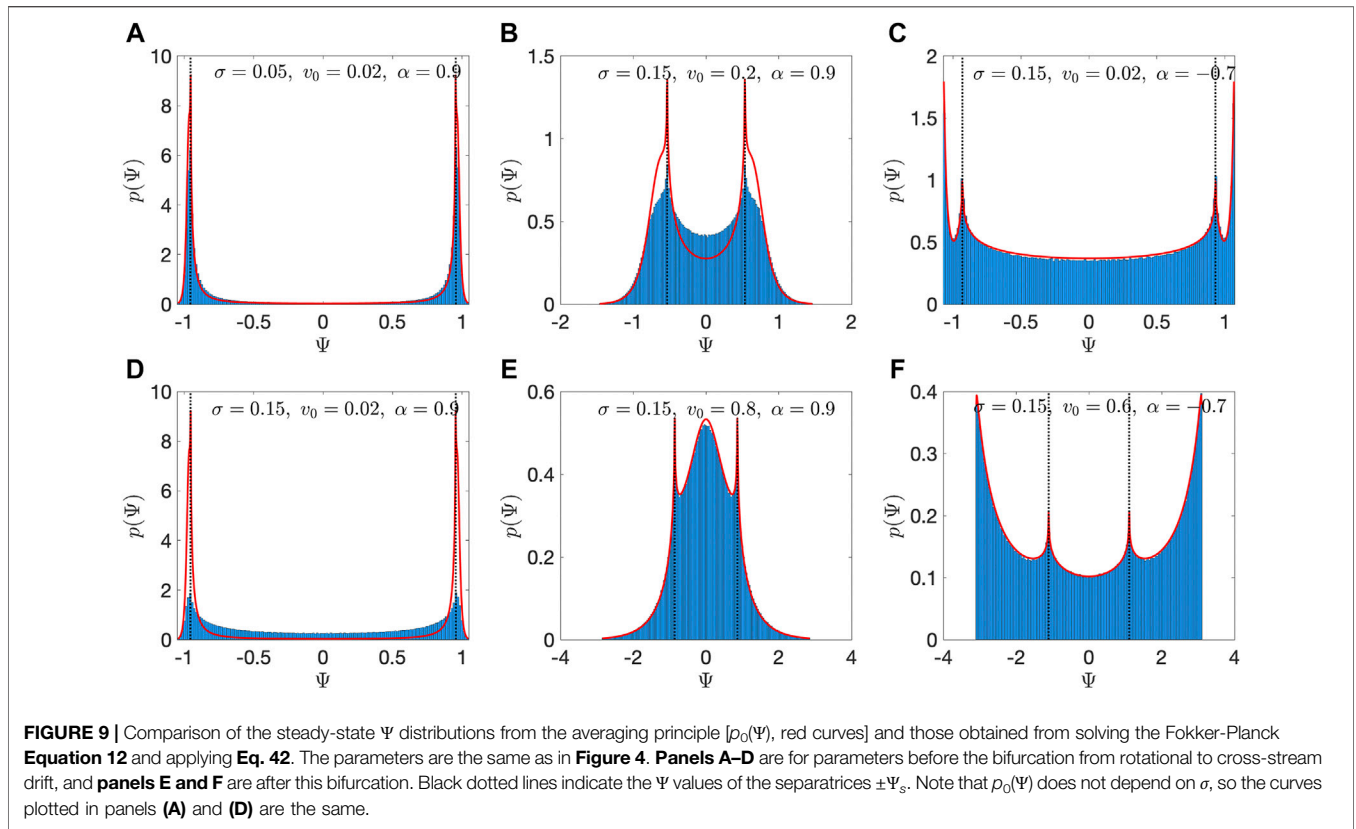 A
σ = 0.05, v₀ = 0.02, α = 0.9
10
8
6
4
2
0
p(Ψ)
-1
-0.5
0
0.5
1
Ψ
B
σ = 0.15, v₀ = 0.2, α = 0.9
1.5
1
0.5
0
p(Ψ)
-2
-1
0
1
2
Ψ
C
σ = 0.15, v₀ = 0.02, α = −0.7
2
1.5
1
0.5
0
p(Ψ)
-1
-0.5
0
0.5
1
Ψ
D
σ = 0.15, v₀ = 0.02, α = 0.9
10
8
6
4
2
0
p(Ψ)
-1
-0.5
0
0.5
1
Ψ
E
σ = 0.15, v₀ = 0.8, α = 0.9
0.6
0.4
0.2
0
p(Ψ)
-4
-2
0
2
4
Ψ
F
σ = 0.15, v₀ = 0.6, α = −0.7
0.4
0.3
0.2
0.1
0
p(Ψ)
-4
-2
0
2
4
Ψ
FIGURE 9 | Comparison of the steady-state Ψ distributions from the averaging principle [p₀(Ψ), red curves] and those obtained from solving the Fokker-Planck
Equation 12 and applying Eq. 42. The parameters are the same as in Figure 4. Panels A–D are for parameters before the bifurcation from rotational to cross-stream
drift, and panels E and F are after this bifurcation. Black dotted lines indicate the Ψ values of the separatrices ±Ψₛ. Note that p₀(Ψ) does not depend on σ, so the curves
plotted in panels (A) and (D) are the same.